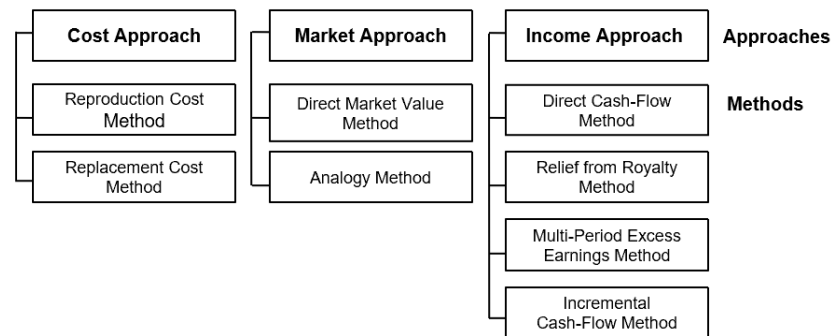 Cost Approach
Market Approach
Income Approach
Approaches
Reproduction Cost
Method
Direct Market Value
Method
Direct Cash-Flow
Method
Methods
Replacement Cost
Method
Analogy Method
Relief from Royalty
Method
Multi-Period Excess
Earnings Method
Incremental
Cash-Flow Method